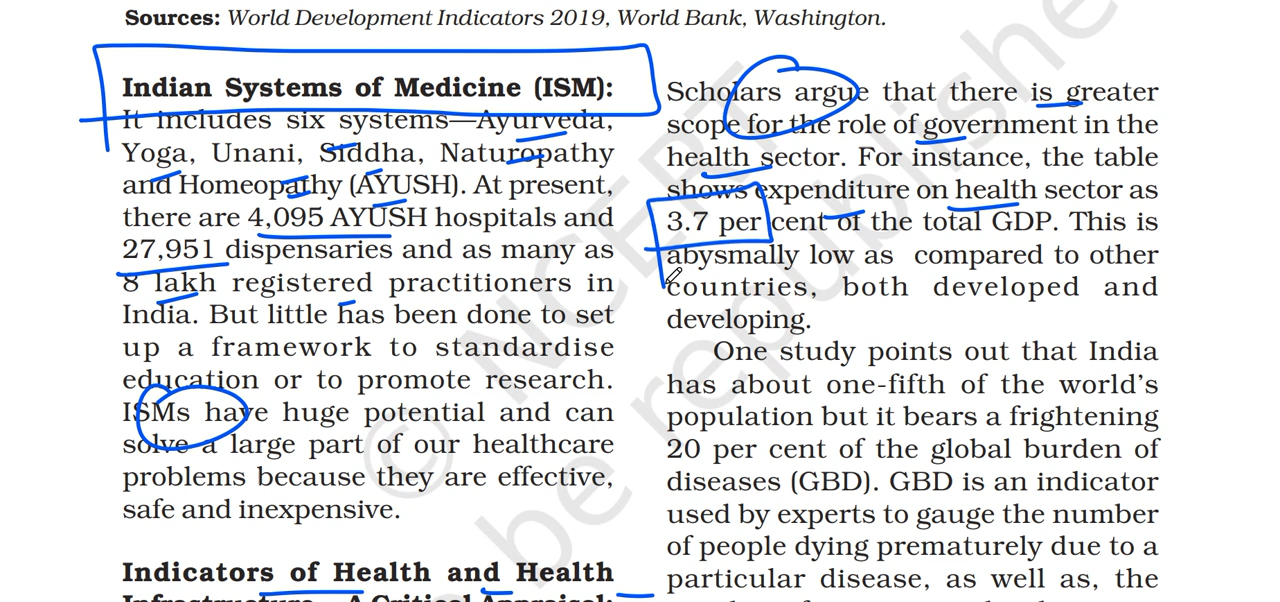 Sources: World Development Indicators 2019, World Bank, Washington.
Indian Systems of Medicine (ISM):
It includes six systems—Ayurveda,
Yoga, Unani, Siddha, Naturopathy
and Homeopathy (AYUSH). At present,
there are 4,095 AYUSH hospitals and
27,951 dispensaries and as many as
8 lakh registered practitioners in
India. But little has been done to set
up a framework to standardise
education or to promote research.
ISMs have huge potential and can
solve a large part of our healthcare
problems because they are effective,
safe and inexpensive.
Indicators of Health and Health
Infrastructure—A Critical Appraisal:
Scholars argue that there is greater
scope for the role of government in the
health sector. For instance, the table
shows expenditure on health sector as
3.7 per cent of the total GDP. This is
abysmally low as compared to other
countries, both developed and
developing.
One study points out that India
has about one-fifth of the world's
population but it bears a frightening
20 per cent of the global burden of
diseases (GBD). GBD is an indicator
used by experts to gauge the number
of people dying prematurely due to a
particular disease, as well as, the
© NCERT
be republished